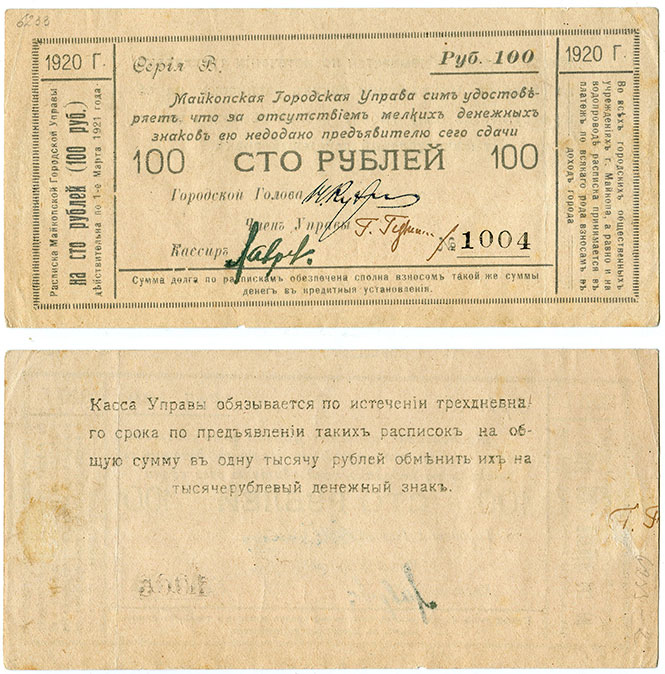 6233
1920 Г.
Расписка Майкопской Городской Управы
на сто рублей (100 руб.)
дѣйствительна по 1-е Марта 1921 года.
Серія В.
Руб. 100
Майкопская Городская Управа симъ удостовѣ-
ряетъ что за отсутствіемъ мелкихъ денежныхъ
знаковъ ею недодано предъявителю сего сдачи
100 СТО РУБЛЕЙ 100
Городской Голова
Членъ Управы
Кассиръ
№ 1004
Сумма долга по распискамъ обезпечена сполна взносомъ такой же суммы
денегъ въ кредитныя установленія.
1920 Г.
Во всѣхъ городскихъ общественныхъ
учрежденіяхъ г. Майкопа, а равно и на
водопроводѣ расписка принимается въ
платежъ по всякаго рода взносамъ въ
доходъ города
Касса Управы обязывается по истеченіи трехдневна-
го срока по предъявленіи такихъ расписокъ на об-
щую сумму въ одну тысячу рублей обмѣнить ихъ на
тысячерублевый денежный знакъ.